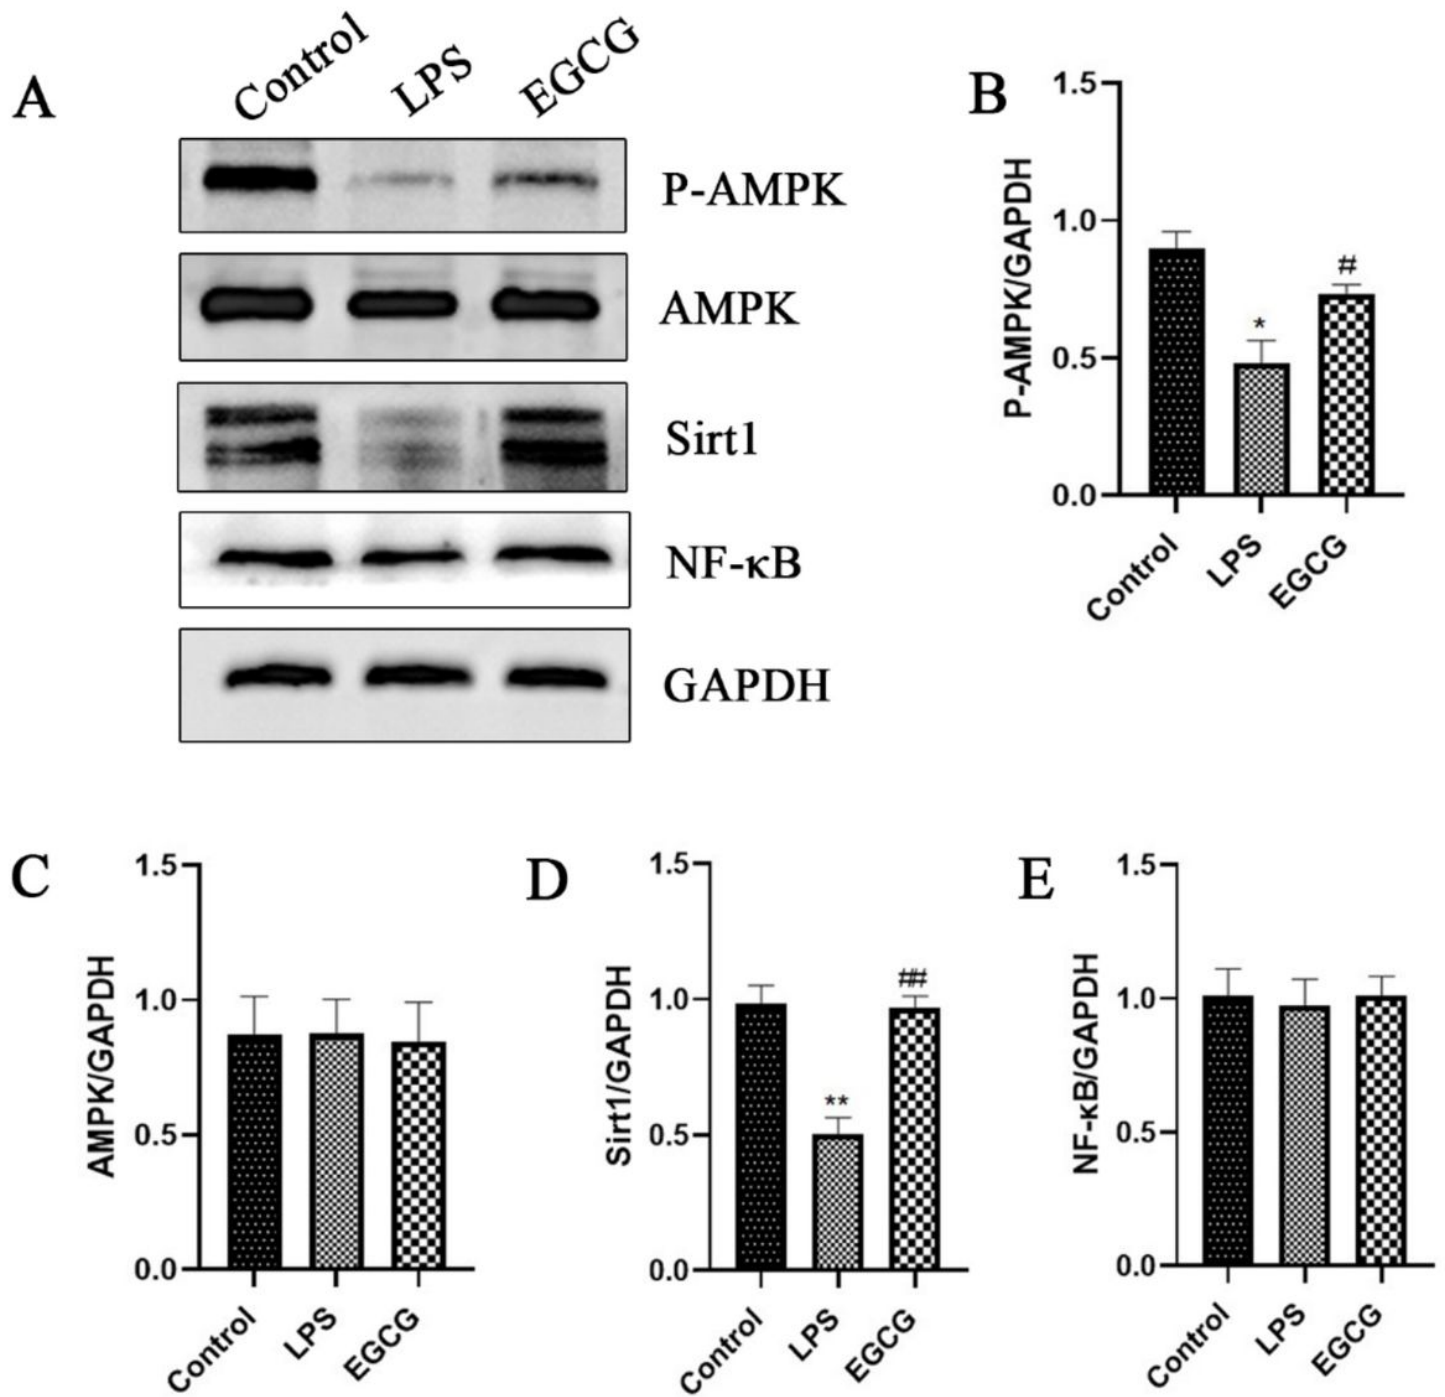 A
Control
LPS
EGCG
P-AMPK
AMPK
Sirt1
NF-κB
GAPDH
B
P-AMPK/GAPDH
1.5
1.0
0.5
0.0
*
#
Control
LPS
EGCG
C
AMPK/GAPDH
1.5
1.0
0.5
0.0
Control
LPS
EGCG
D
Sirt1/GAPDH
1.5
1.0
0.5
0.0
**
##
Control
LPS
EGCG
E
NF-κB/GAPDH
1.5
1.0
0.5
0.0
Control
LPS
EGCG